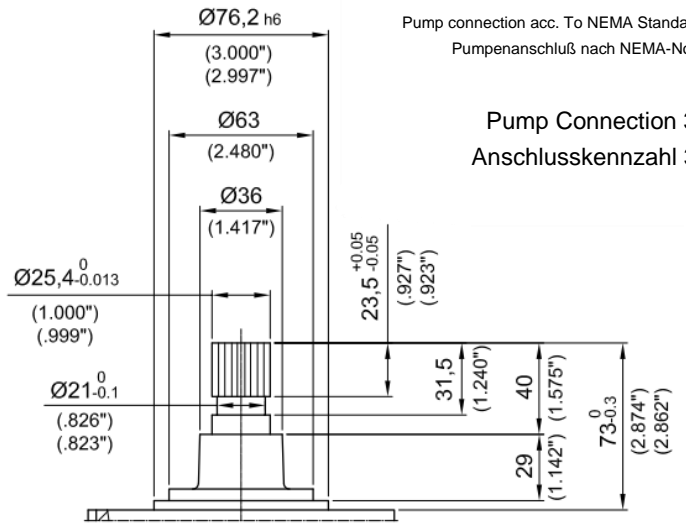 Ø76,2 h6
(3.000")
(2.997")
Pump connection acc. To NEMA
Pumpenanschluß nach
Pump Connection
Anschlusskennzahl
Ø63
(2.480")
Ø36
(1.417")
Ø25,4 0 -0.013
(1.000")
(.999")
Ø21 0 -0.1
(.826")
(.823")
23,5 +0.05 -0.05
(.927")
(.923")
31,5
(1.240")
40
(1.575")
29
(1.142")
73 0 -0.3
(2.874")
(2.862")